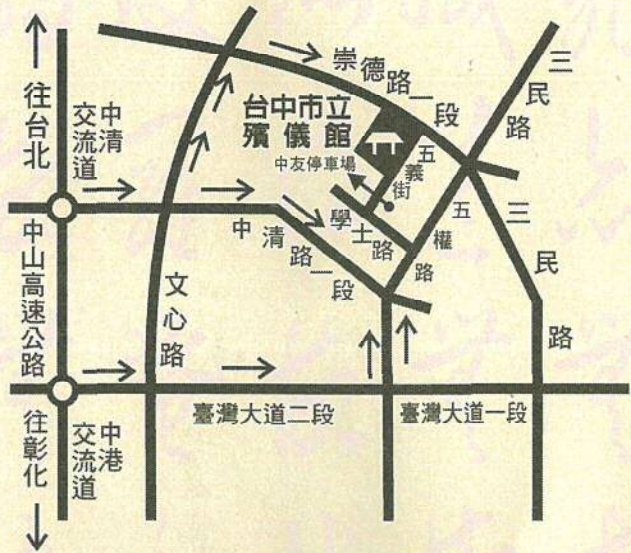 往台北
中清
交流道
中山高速公路
中港
交流道
往彰化
文心路
崇德路一段
台中市立
殯儀館
中友停車場
五義街
學士路
中清路一段
五權路
三民路
三民路
臺灣大道二段
臺灣大道一段